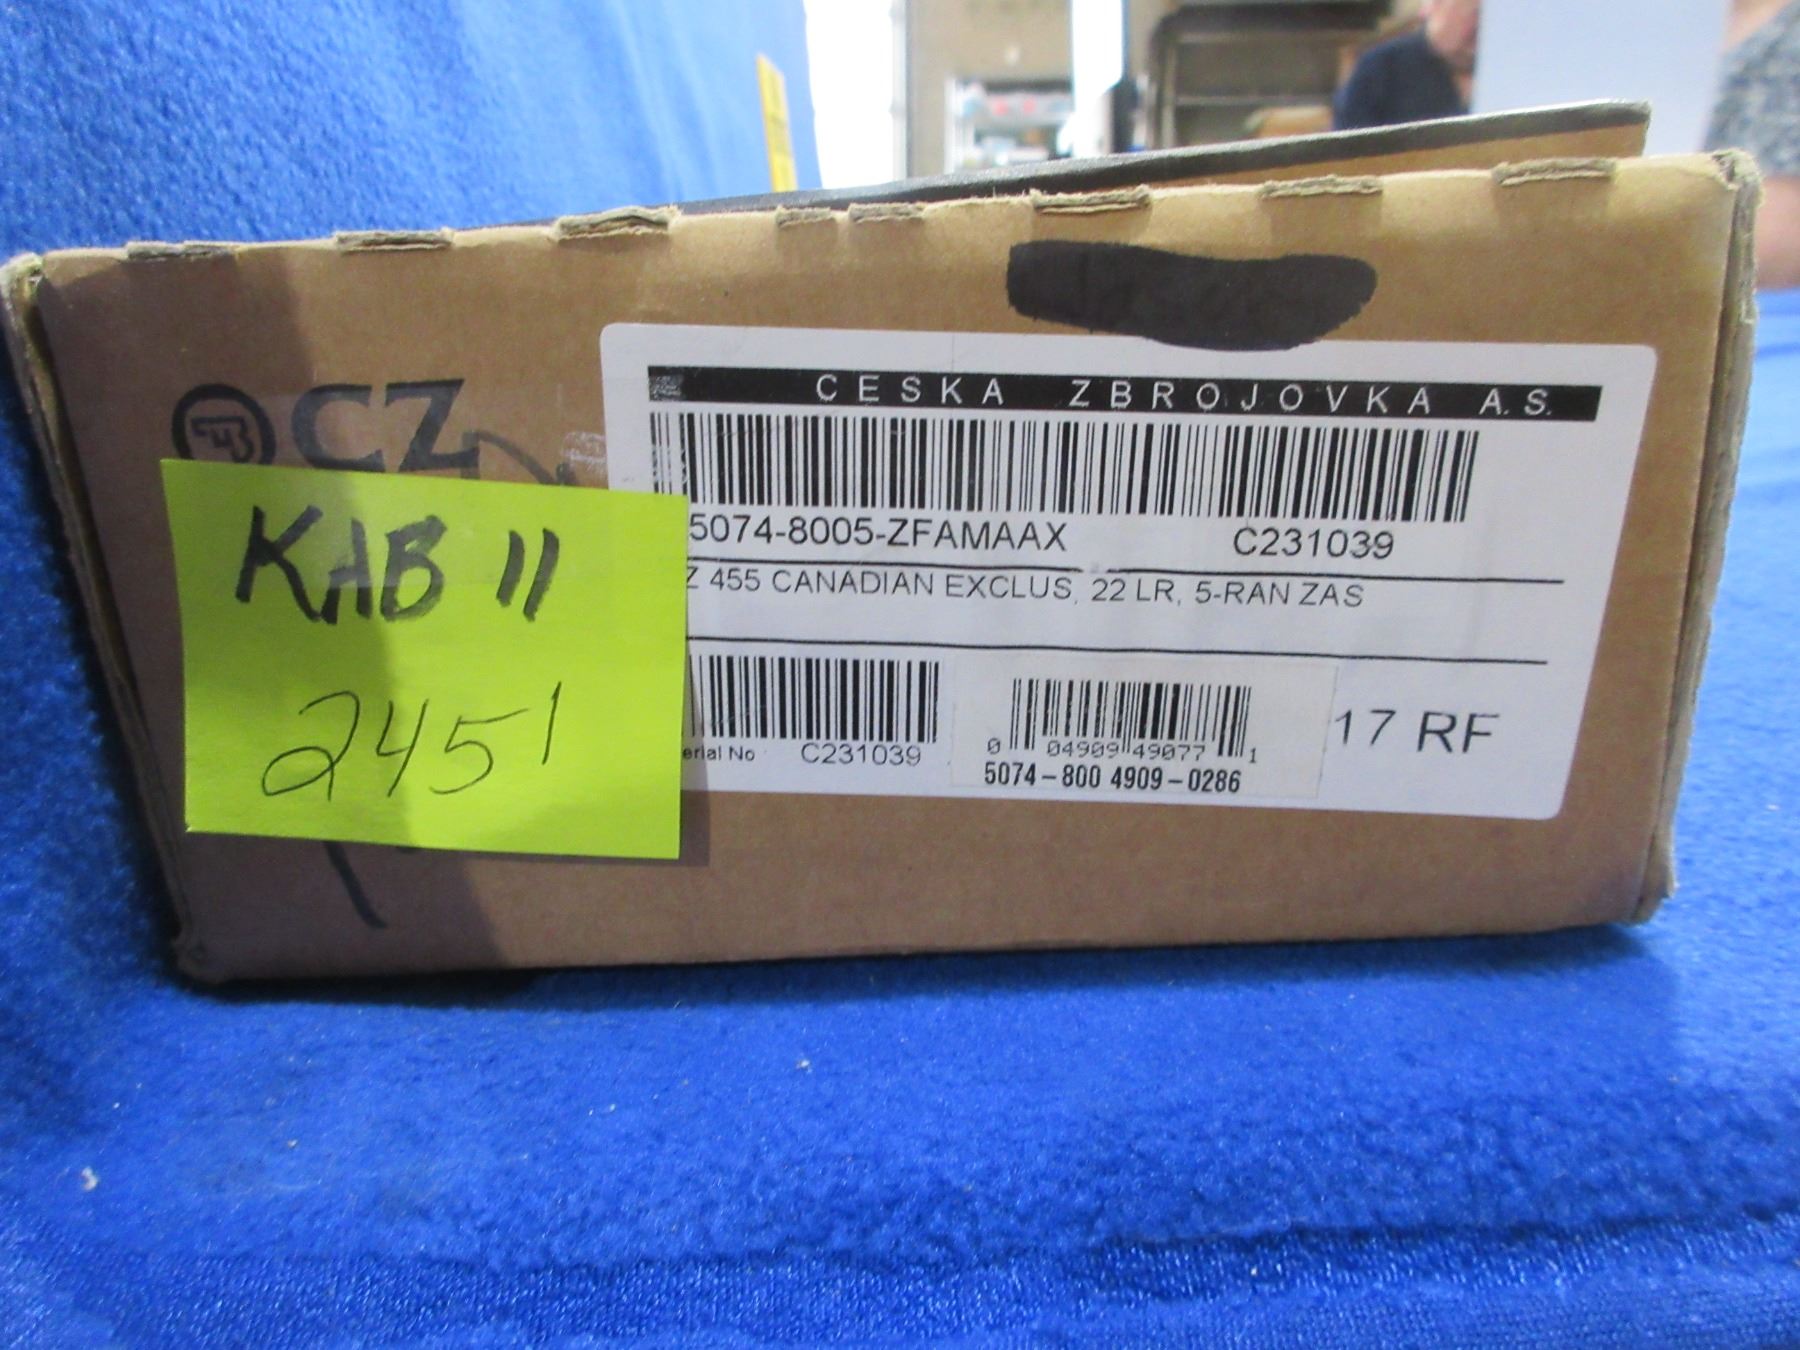 CESKA ZBROJOVKA A.S.
CZ
5074-8005-ZFAMAAX C231039
Z 455 CANADIAN EXCLUS, 22 LR, 5-RAN ZAS
KAB 11
2451
erial No C231039
0 04909 49077 1
5074-800 4909-0286
17 RF